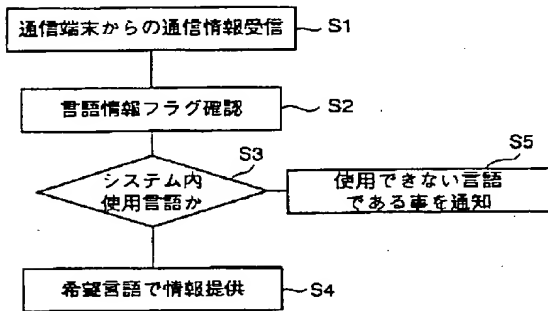 通信端末からの通信情報受信
S1
言語情報フラグ確認
S2
S3
システム内
使用言語か
S5
使用できない言語
である事を通知
希望言語で情報提供
S4